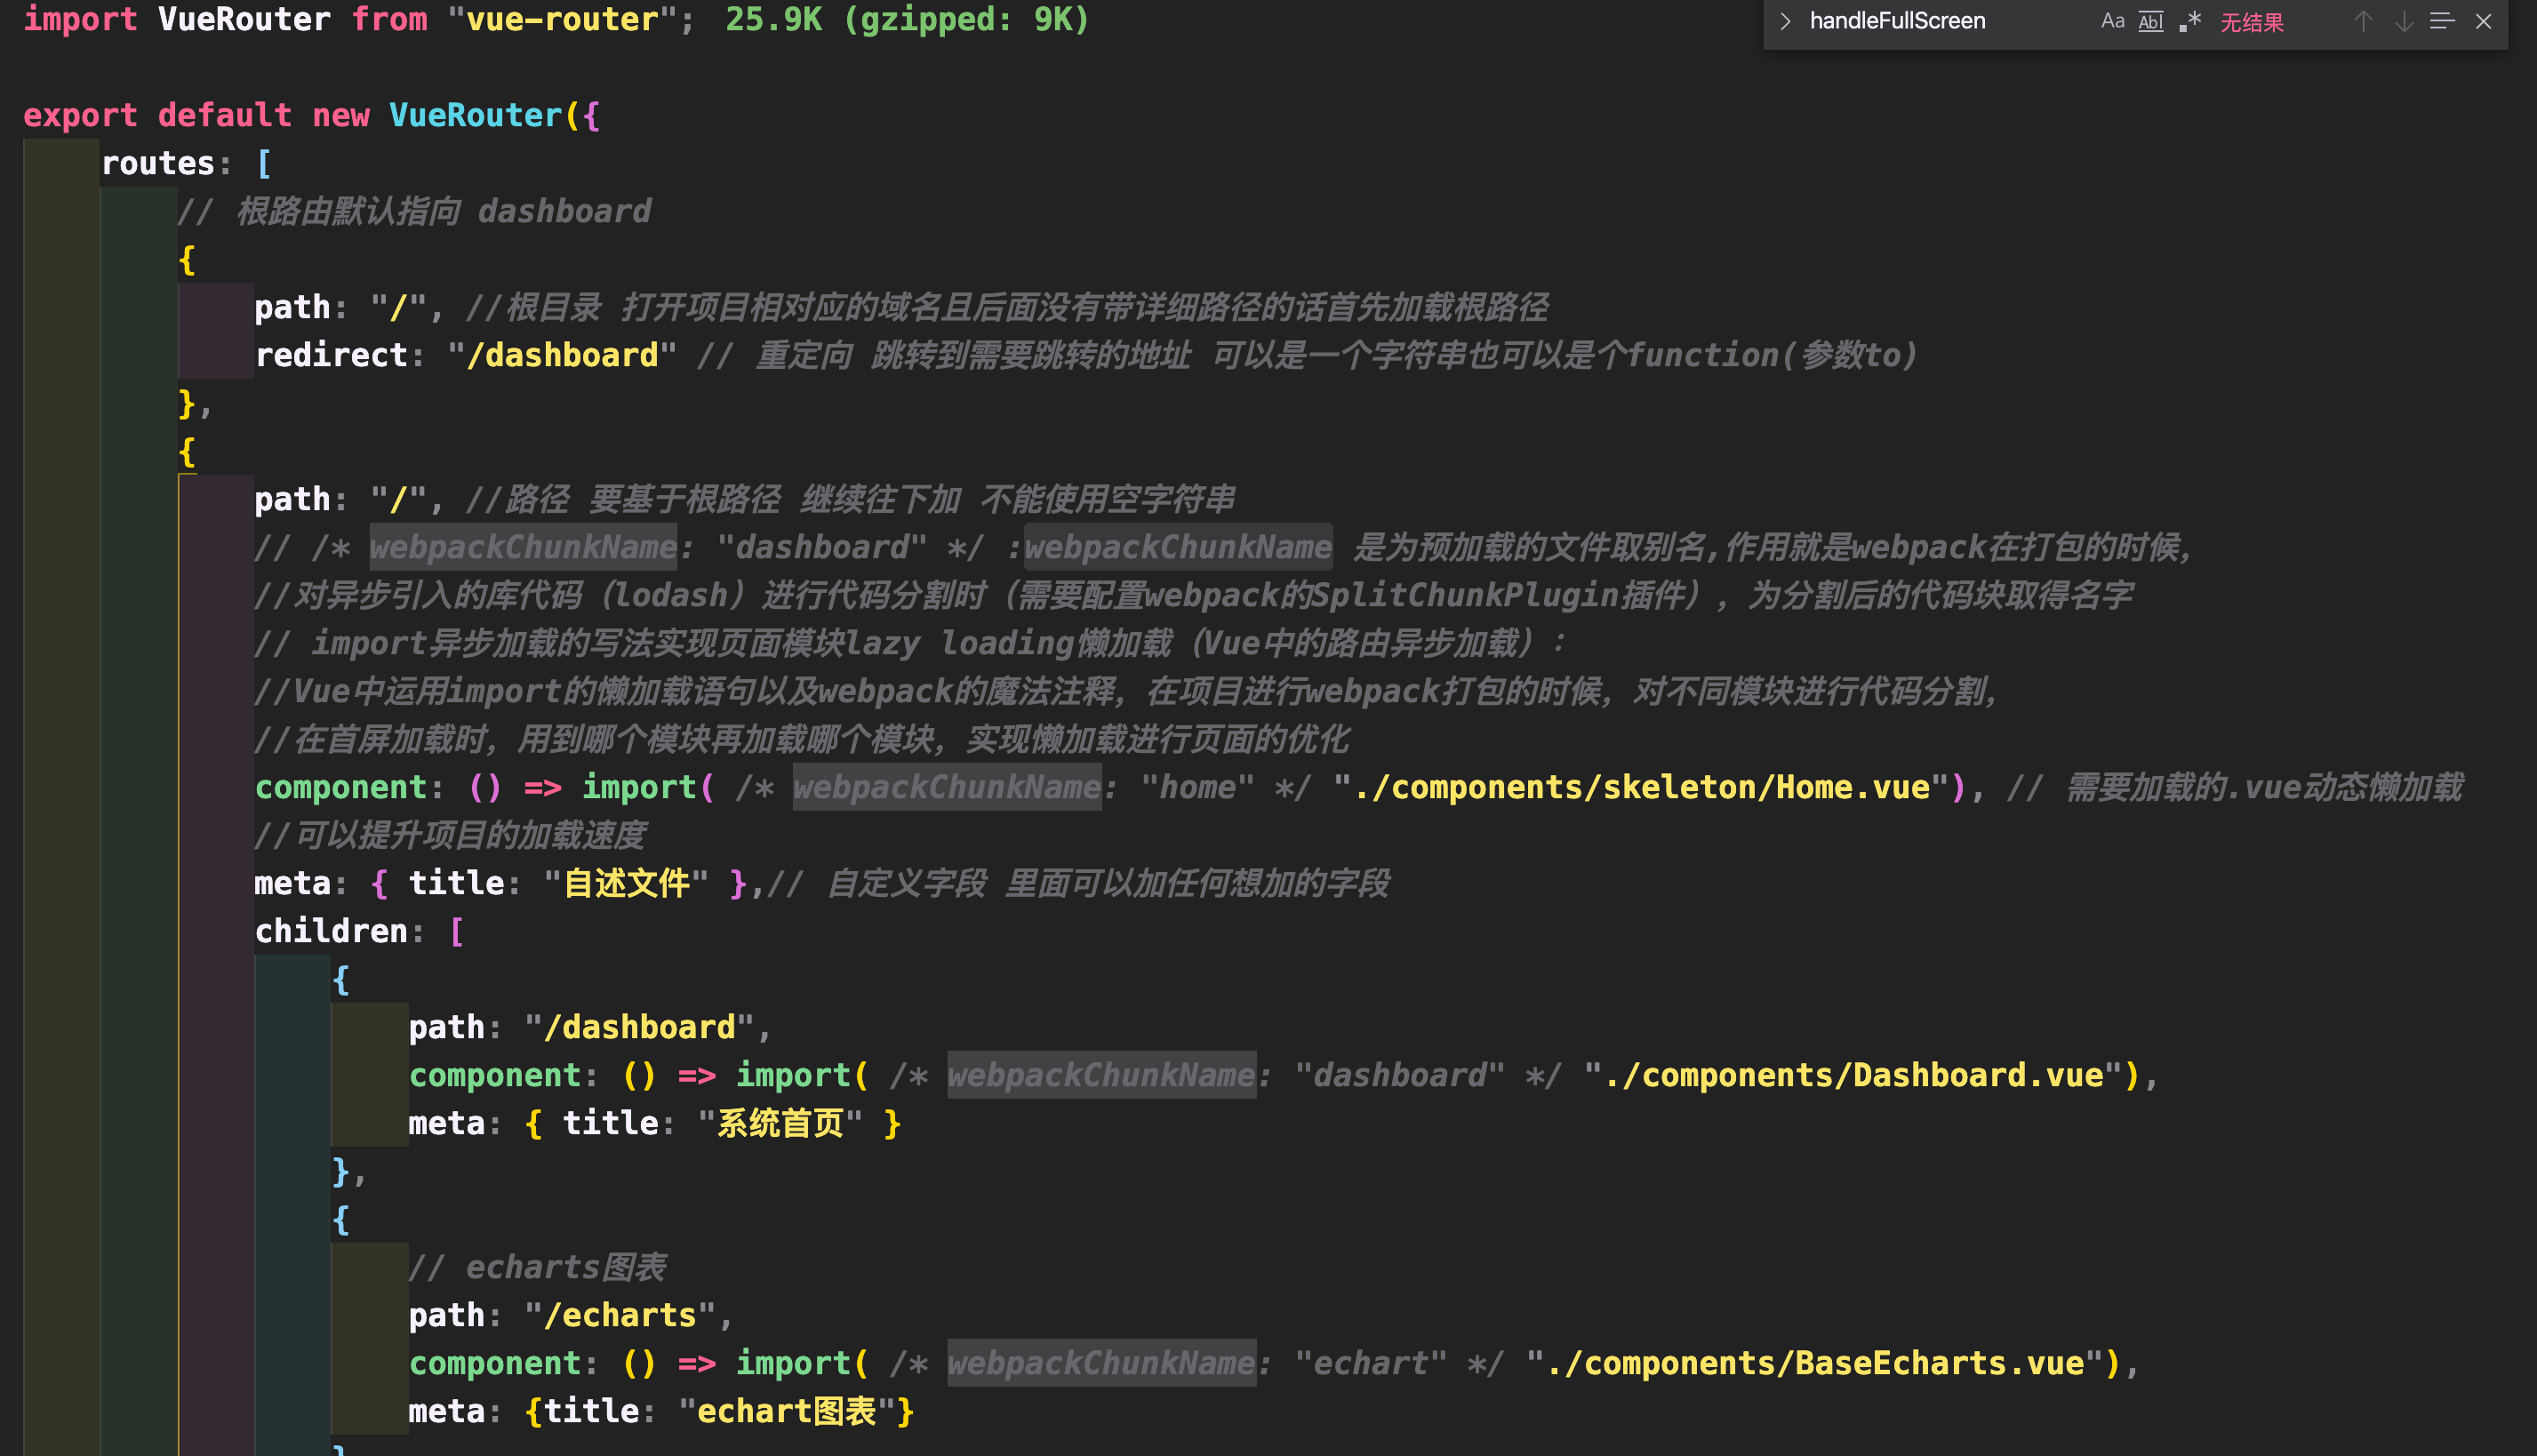 import VueRouter from "vue-router"; 25.9K (gzipped: 9K)
handleFullScreen Aa Abl .* 无结果
export default new VueRouter({
routes: [
// 根路由默认指向 dashboard
{
path: "/", //根目录 打开项目相对应的域名且后面没有带详细路径的话首先加载根路径
redirect: "/dashboard" // 重定向 跳转到需要跳转的地址 可以是一个字符串也可以是个function(参数to)
},
{
path: "/", //路径 要基于根路径 继续往下加 不能使用空字符串
// /* webpackChunkName: "dashboard" */ :webpackChunkName 是为预加载的文件取别名,作用就是webpack在打包的时候，
//对异步引入的库代码（lodash）进行代码分割时（需要配置webpack的SplitChunkPlugin插件），为分割后的代码块取得名字
// import异步加载的写法实现页面模块lazy loading懒加载（Vue中的路由异步加载）：
//Vue中运用import的懒加载语句以及webpack的魔法注释，在项目进行webpack打包的时候，对不同模块进行代码分割，
//在首屏加载时，用到哪个模块再加载哪个模块，实现懒加载进行页面的优化
component: () => import( /* webpackChunkName: "home" */ "./components/skeleton/Home.vue"), // 需要加载的.vue动态懒加载
//可以提升项目的加载速度
meta: { title: "自述文件" },// 自定义字段 里面可以加任何想加的字段
children: [
{
path: "/dashboard",
component: () => import( /* webpackChunkName: "dashboard" */ "./components/Dashboard.vue"),
meta: { title: "系统首页" }
},
{
// echarts图表
path: "/echarts",
component: () => import( /* webpackChunkName: "echart" */ "./components/BaseEcharts.vue"),
meta: {title: "echart图表"}
}